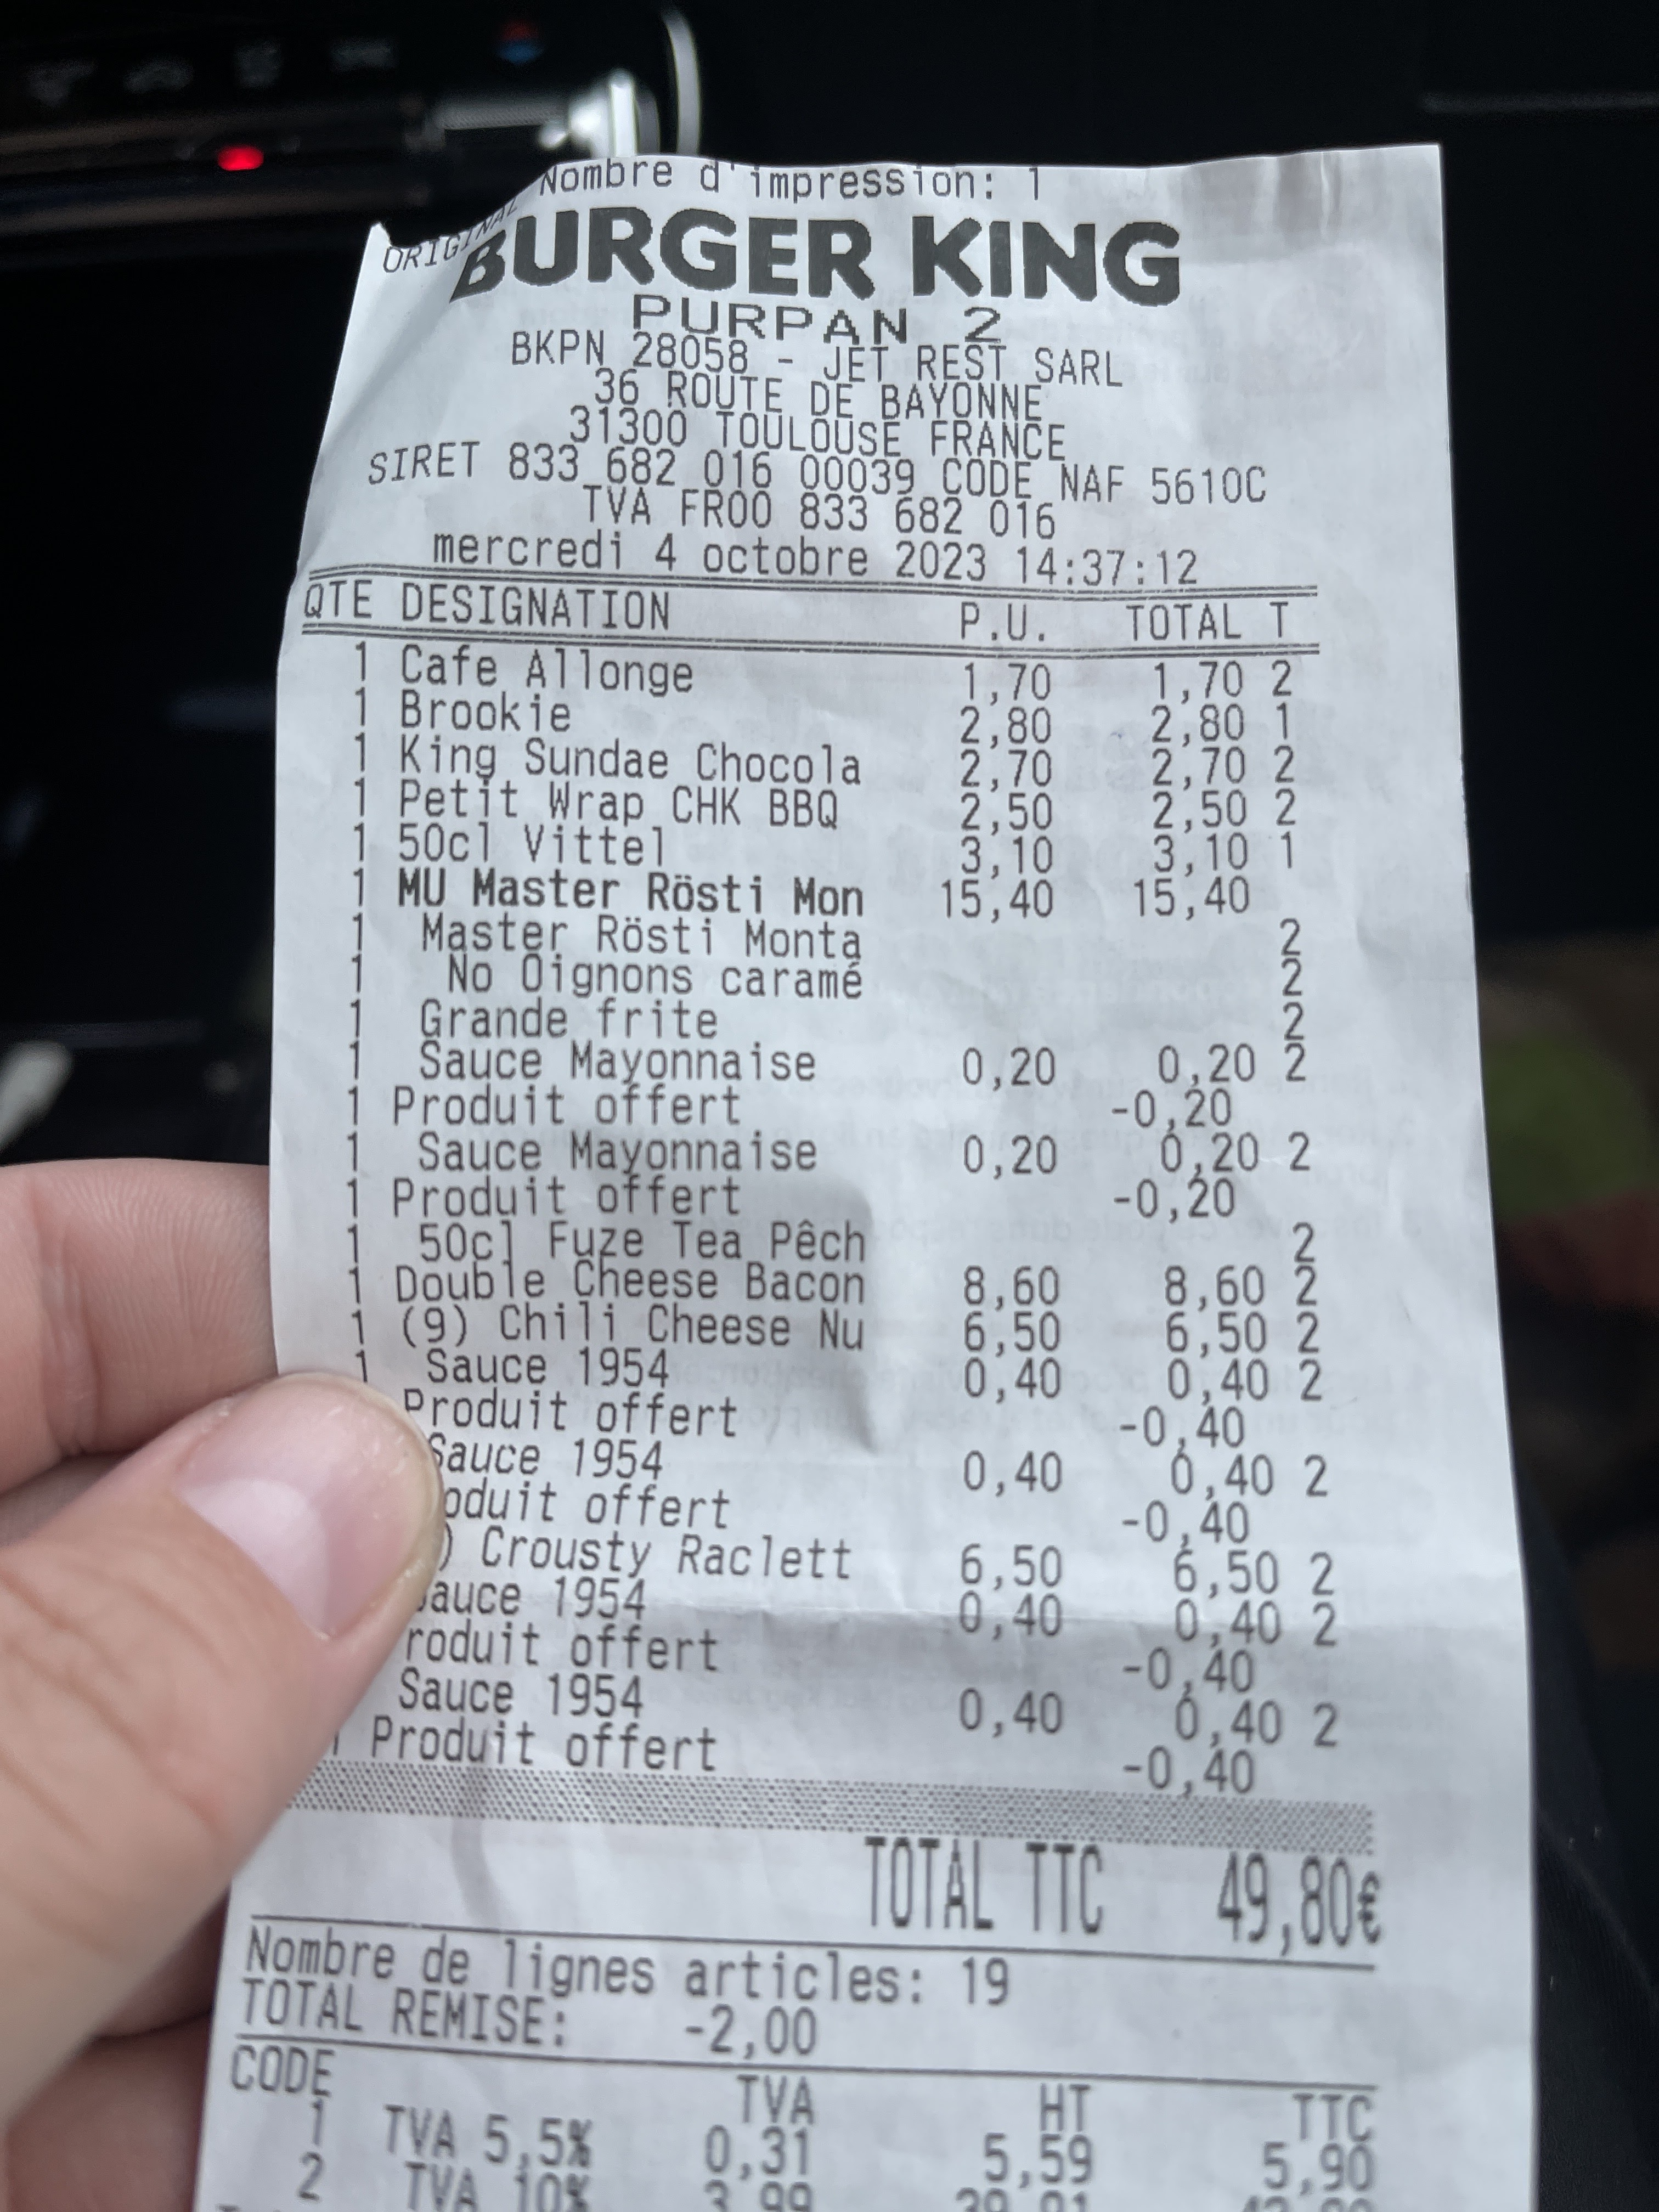 Nombre d'impression: 1
ORIGINAL
BURGER KING
PURPAN 2
BKPN 28058 - JET REST SARL
36 ROUTE DE BAYONNE
31300 TOULOUSE FRANCE
SIRET 833 682 016 00039 CODE NAF 5610C
TVA FR00 833 682 016
mercredi 4 octobre 2023 14:37:12
QTE DESIGNATION P.U. TOTAL T
1 Cafe Allonge 1,70 1,70 2
1 Brookie 2,80 2,80 1
1 King Sundae Chocola 2,70 2,70 2
1 Petit Wrap CHK BBQ 2,50 2,50 2
1 50cl Vittel 3,10 3,10 1
1 MU Master Rösti Mon 15,40 15,40
1 Master Rösti Monta 2
1 No Oignons caramé 2
1 Grande frite 2
1 Sauce Mayonnaise 0,20 0,20 2
1 Produit offert -0,20
1 Sauce Mayonnaise 0,20 0,20 2
1 Produit offert -0,20
1 50cl Fuze Tea Pêch 2
1 Double Cheese Bacon 8,60 8,60 2
1 (9) Chili Cheese Nu 6,50 6,50 2
1 Sauce 1954 0,40 0,40 2
Produit offert -0,40
Sauce 1954 0,40 0,40 2
oduit offert -0,40
) Crousty Raclett 6,50 6,50 2
auce 1954 0,40 0,40 2
roduit offert -0,40
Sauce 1954 0,40 0,40 2
1 Produit offert -0,40
TOTAL TTC 49,80€
Nombre de lignes articles: 19
TOTAL REMISE: -2,00
CODE TVA HT TTC
1 TVA 5,5% 0,31 5,59 5,90
2 TVA 10% 3,99 39,91